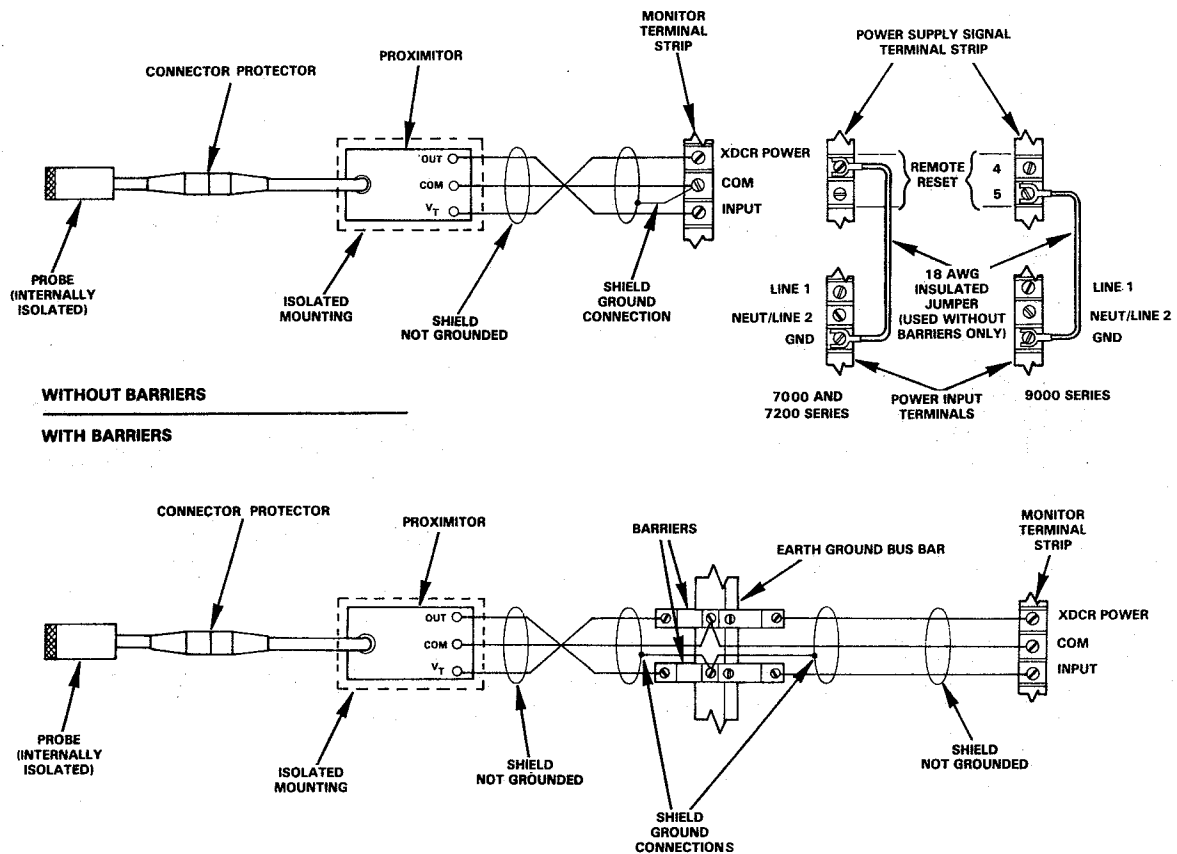 MONITOR
TERMINAL
STRIP
POWER SUPPLY SIGNAL
TERMINAL STRIP
PROXIMITOR
CONNECTOR PROTECTOR
OUT
COM
VT
XDCR POWER
COM
INPUT
REMOTE
RESET
4
5
PROBE
(INTERNALLY
ISOLATED)
ISOLATED
MOUNTING
SHIELD
NOT GROUNDED
SHIELD
GROUND
CONNECTION
LINE 1
NEUT/LINE 2
GND
18 AWG
INSULATED
JUMPER
(USED WITHOUT
BARRIERS ONLY)
LINE 1
NEUT/LINE 2
GND
7000 AND
7200 SERIES
POWER INPUT
TERMINALS
9000 SERIES
WITHOUT BARRIERS
WITH BARRIERS
CONNECTOR PROTECTOR
PROXIMITOR
BARRIERS
EARTH GROUND BUS BAR
MONITOR
TERMINAL
STRIP
OUT
COM
VT
XDCR POWER
COM
INPUT
PROBE
(INTERNALLY
ISOLATED)
ISOLATED
MOUNTING
SHIELD
NOT GROUNDED
SHIELD
GROUND
CONNECTIONS
SHIELD
NOT GROUNDED